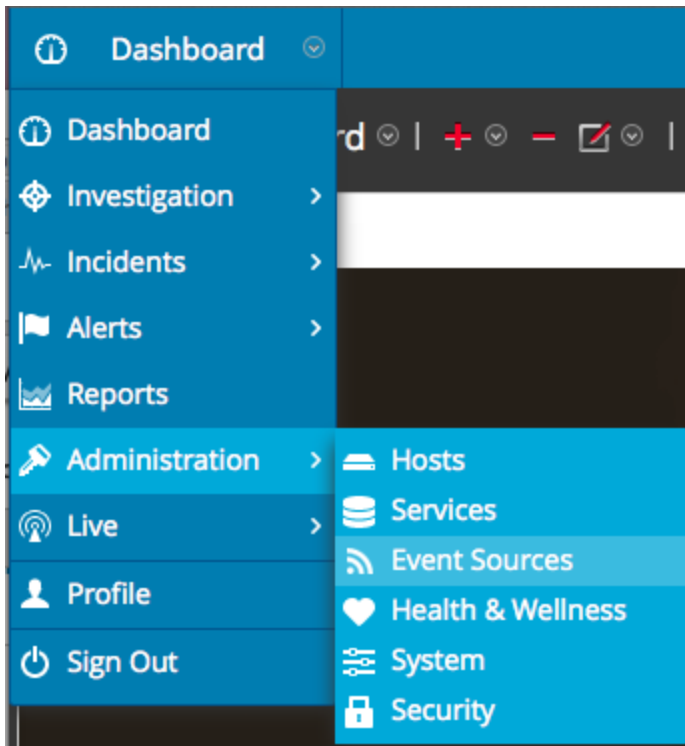 Dashboard
Dashboard
rd
Investigation
Incidents
Alerts
Reports
Administration
Hosts
Live
Services
Event Sources
Profile
Health & Wellness
Sign Out
System
Security